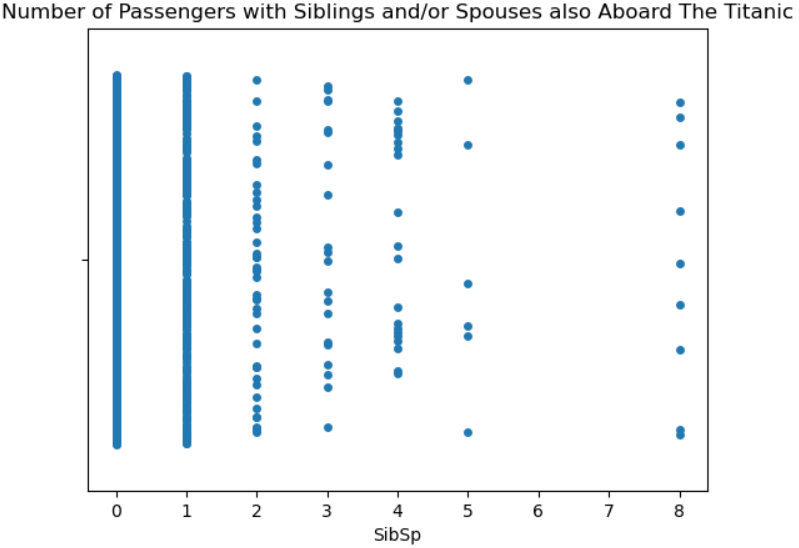 Number of Passengers with Siblings and/or Spouses also Aboard The Titanic
0 1 2 3 4 5 6 7 8
SibSp